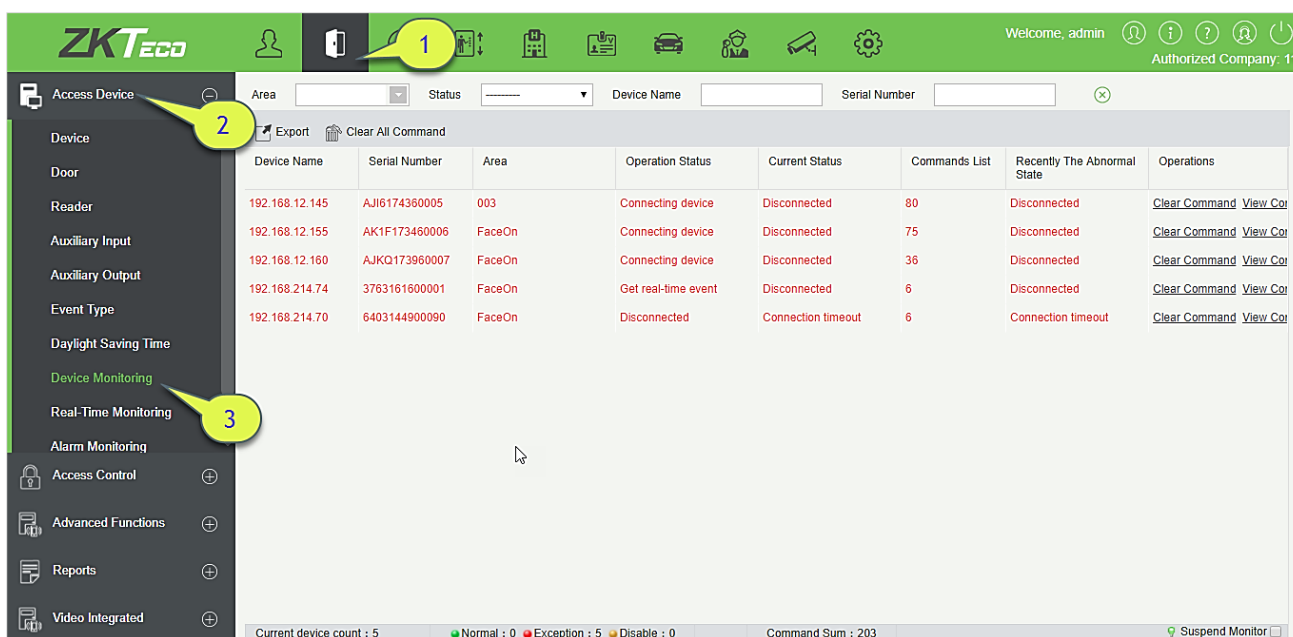 ZKTECO
1
Welcome, admin
Authorized Company: 1
Access Device
2
Device
Door
Reader
Auxiliary Input
Auxiliary Output
Event Type
Daylight Saving Time
Device Monitoring
3
Real-Time Monitoring
Alarm Monitoring
Access Control
Advanced Functions
Reports
Video Integrated
Area Status --------- Device Name Serial Number
Export Clear All Command
Device Name Serial Number Area Operation Status Current Status Commands List Recently The Abnormal State Operations
192.168.12.145 AJI6174360005 003 Connecting device Disconnected 80 Disconnected Clear Command View Cor
192.168.12.155 AK1F173460006 FaceOn Connecting device Disconnected 75 Disconnected Clear Command View Cor
192.168.12.160 AJKQ173960007 FaceOn Connecting device Disconnected 36 Disconnected Clear Command View Cor
192.168.214.74 3763161600001 FaceOn Get real-time event Disconnected 6 Disconnected Clear Command View Cor
192.168.214.70 6403144900090 FaceOn Disconnected Connection timeout 6 Connection timeout Clear Command View Cor
Current device count : 5 Normal : 0 Exception : 5 Disable : 0 Command Sum : 203 Suspend Monitor